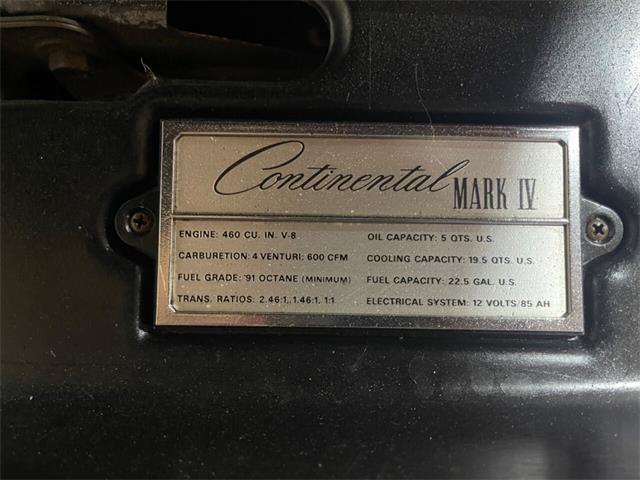 Continental MARK IV
ENGINE: 460 CU. IN. V-8
CARBURETION: 4 VENTURI; 600 CFM
FUEL GRADE: '91 OCTANE (MINIMUM)
TRANS. RATIOS: 2.46:1, 1.46:1, 1:1
OIL CAPACITY: 5 QTS. U.S.
COOLING CAPACITY: 19.5 QTS. U.S.
FUEL CAPACITY: 22.5 GAL. U.S.
ELECTRICAL SYSTEM: 12 VOLTS/85 AH